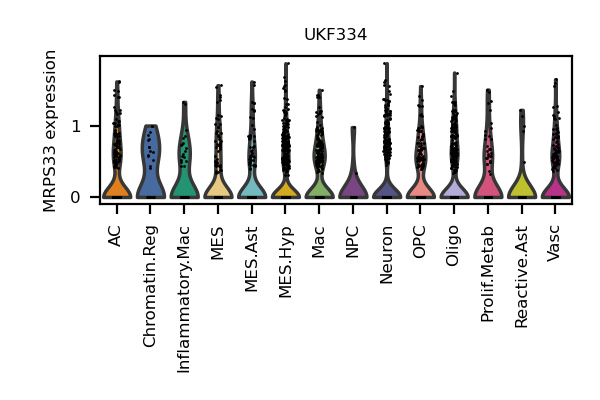 UKF334
MRPS33 expression
1
0
AC
Chromatin.Reg
Inflammatory.Mac
MES
MES.Ast
MES.Hyp
Mac
NPC
Neuron
OPC
Oligo
Prolif.Metab
Reactive.Ast
Vasc